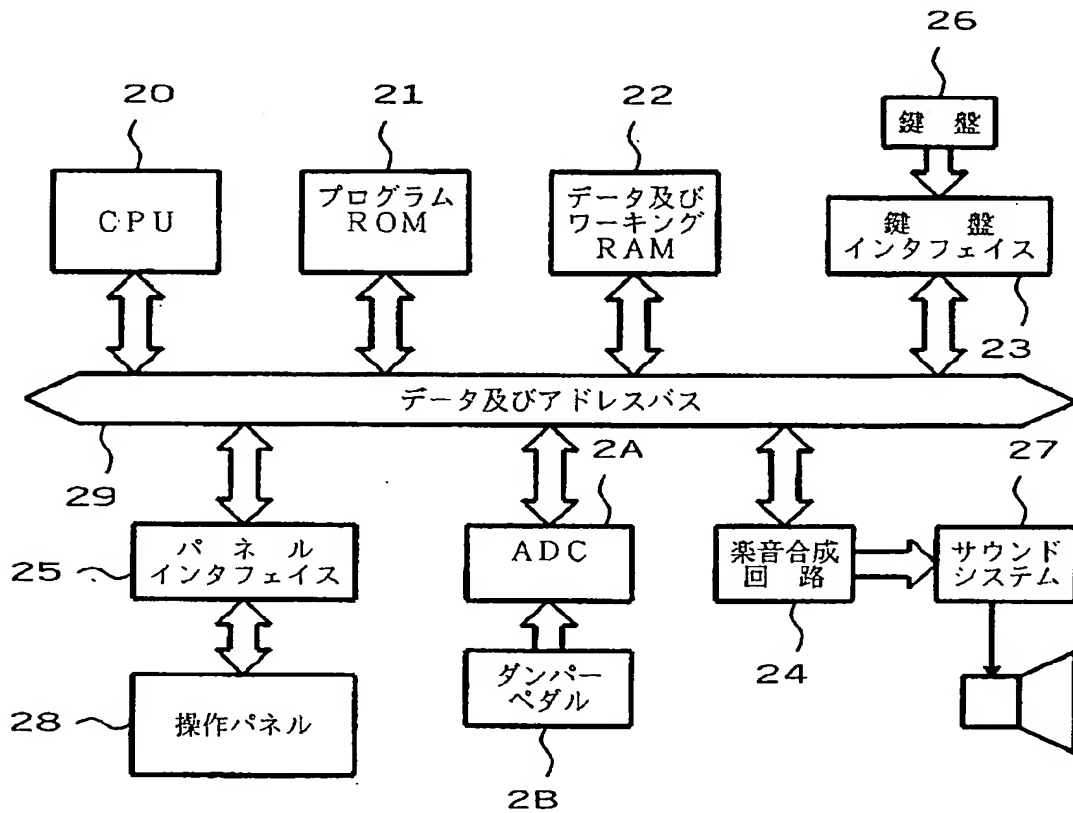 26
20
21
22
鍵 盤
CPU
プログラム
ROM
データ及び
ワーキング
RAM
鍵 盤
インタフェイス
23
データ及びアドレスバス
29
2A
27
25
パ ネ ル
インタフェイス
ADC
楽音合成
回 路
サウンド
システム
24
28
操作パネル
ダンパー
ペダル
2B